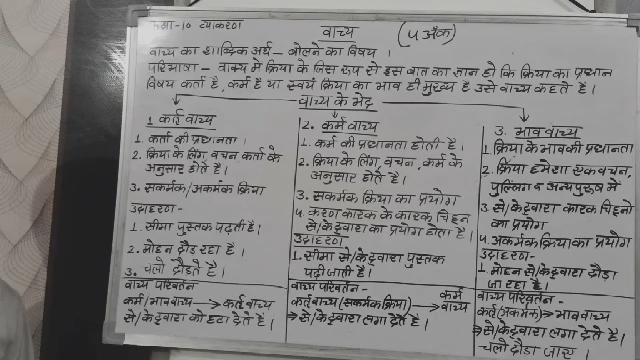 कक्षा-10 व्याकरण
वाच्य (4 अंक)
वाच्य का शाब्दिक अर्थ - बोलने का विषय ।
परिभाषा - वाक्य में क्रिया के जिस रूप से इस बात का ज्ञान हो कि क्रिया का प्रधान
विषय कर्ता है, कर्म है या स्वयं क्रिया का भाव ही मुख्य है उसे वाच्य कहते है।
वाच्य के भेद
1. कर्तृवाच्य
1. कर्ता की प्रधानता ।
2. क्रिया के लिंग, वचन कर्ता के
अनुसार होते है ।
3. सकर्मक/अकर्मक क्रिया
उदाहरण-
1. सीमा पुस्तक पढ़ती है।
2. मोहन दौड़ रहा है ।
3. चलो दौड़ते है।
वाच्य परिवर्तन
कर्म/भाववाच्य → कर्तृवाच्य
से/के द्वारा को हटा देते है ।
2. कर्म वाच्य
1. कर्म की प्रधानता होती है ।
2. क्रिया के लिंग, वचन, कर्म के
अनुसार होते है ।
3. सकर्मक क्रिया का प्रयोग
4. करण कारक के कारक चिह्न
से/के द्वारा का प्रयोग होता है ।
उदाहरण
1. सीमा से/के द्वारा पुस्तक
पढ़ी जाती है ।
वाच्य परिवर्तन-
कर्तृवाच्य (सकर्मक क्रिया) → कर्म वाच्य
⇒ से/के द्वारा लगा देते है ।
3. भाववाच्य
1. क्रिया के भाव की प्रधानता
2. क्रिया हमेशा एकवचन,
पुल्लिंग व अन्यपुरुष में
3. से/के द्वारा कारक चिह्नो
का प्रयोग
4. अकर्मक क्रिया का प्रयोग
उदाहरण-
1. मोहन से/के द्वारा दौड़ा
जा रहा है ।
वाच्य परिवर्तन-
कर्तृ (अकर्मक) → भाववाच्य
⇒ से/के द्वारा लगा देते है ।
चलो दौड़ा जाए ।